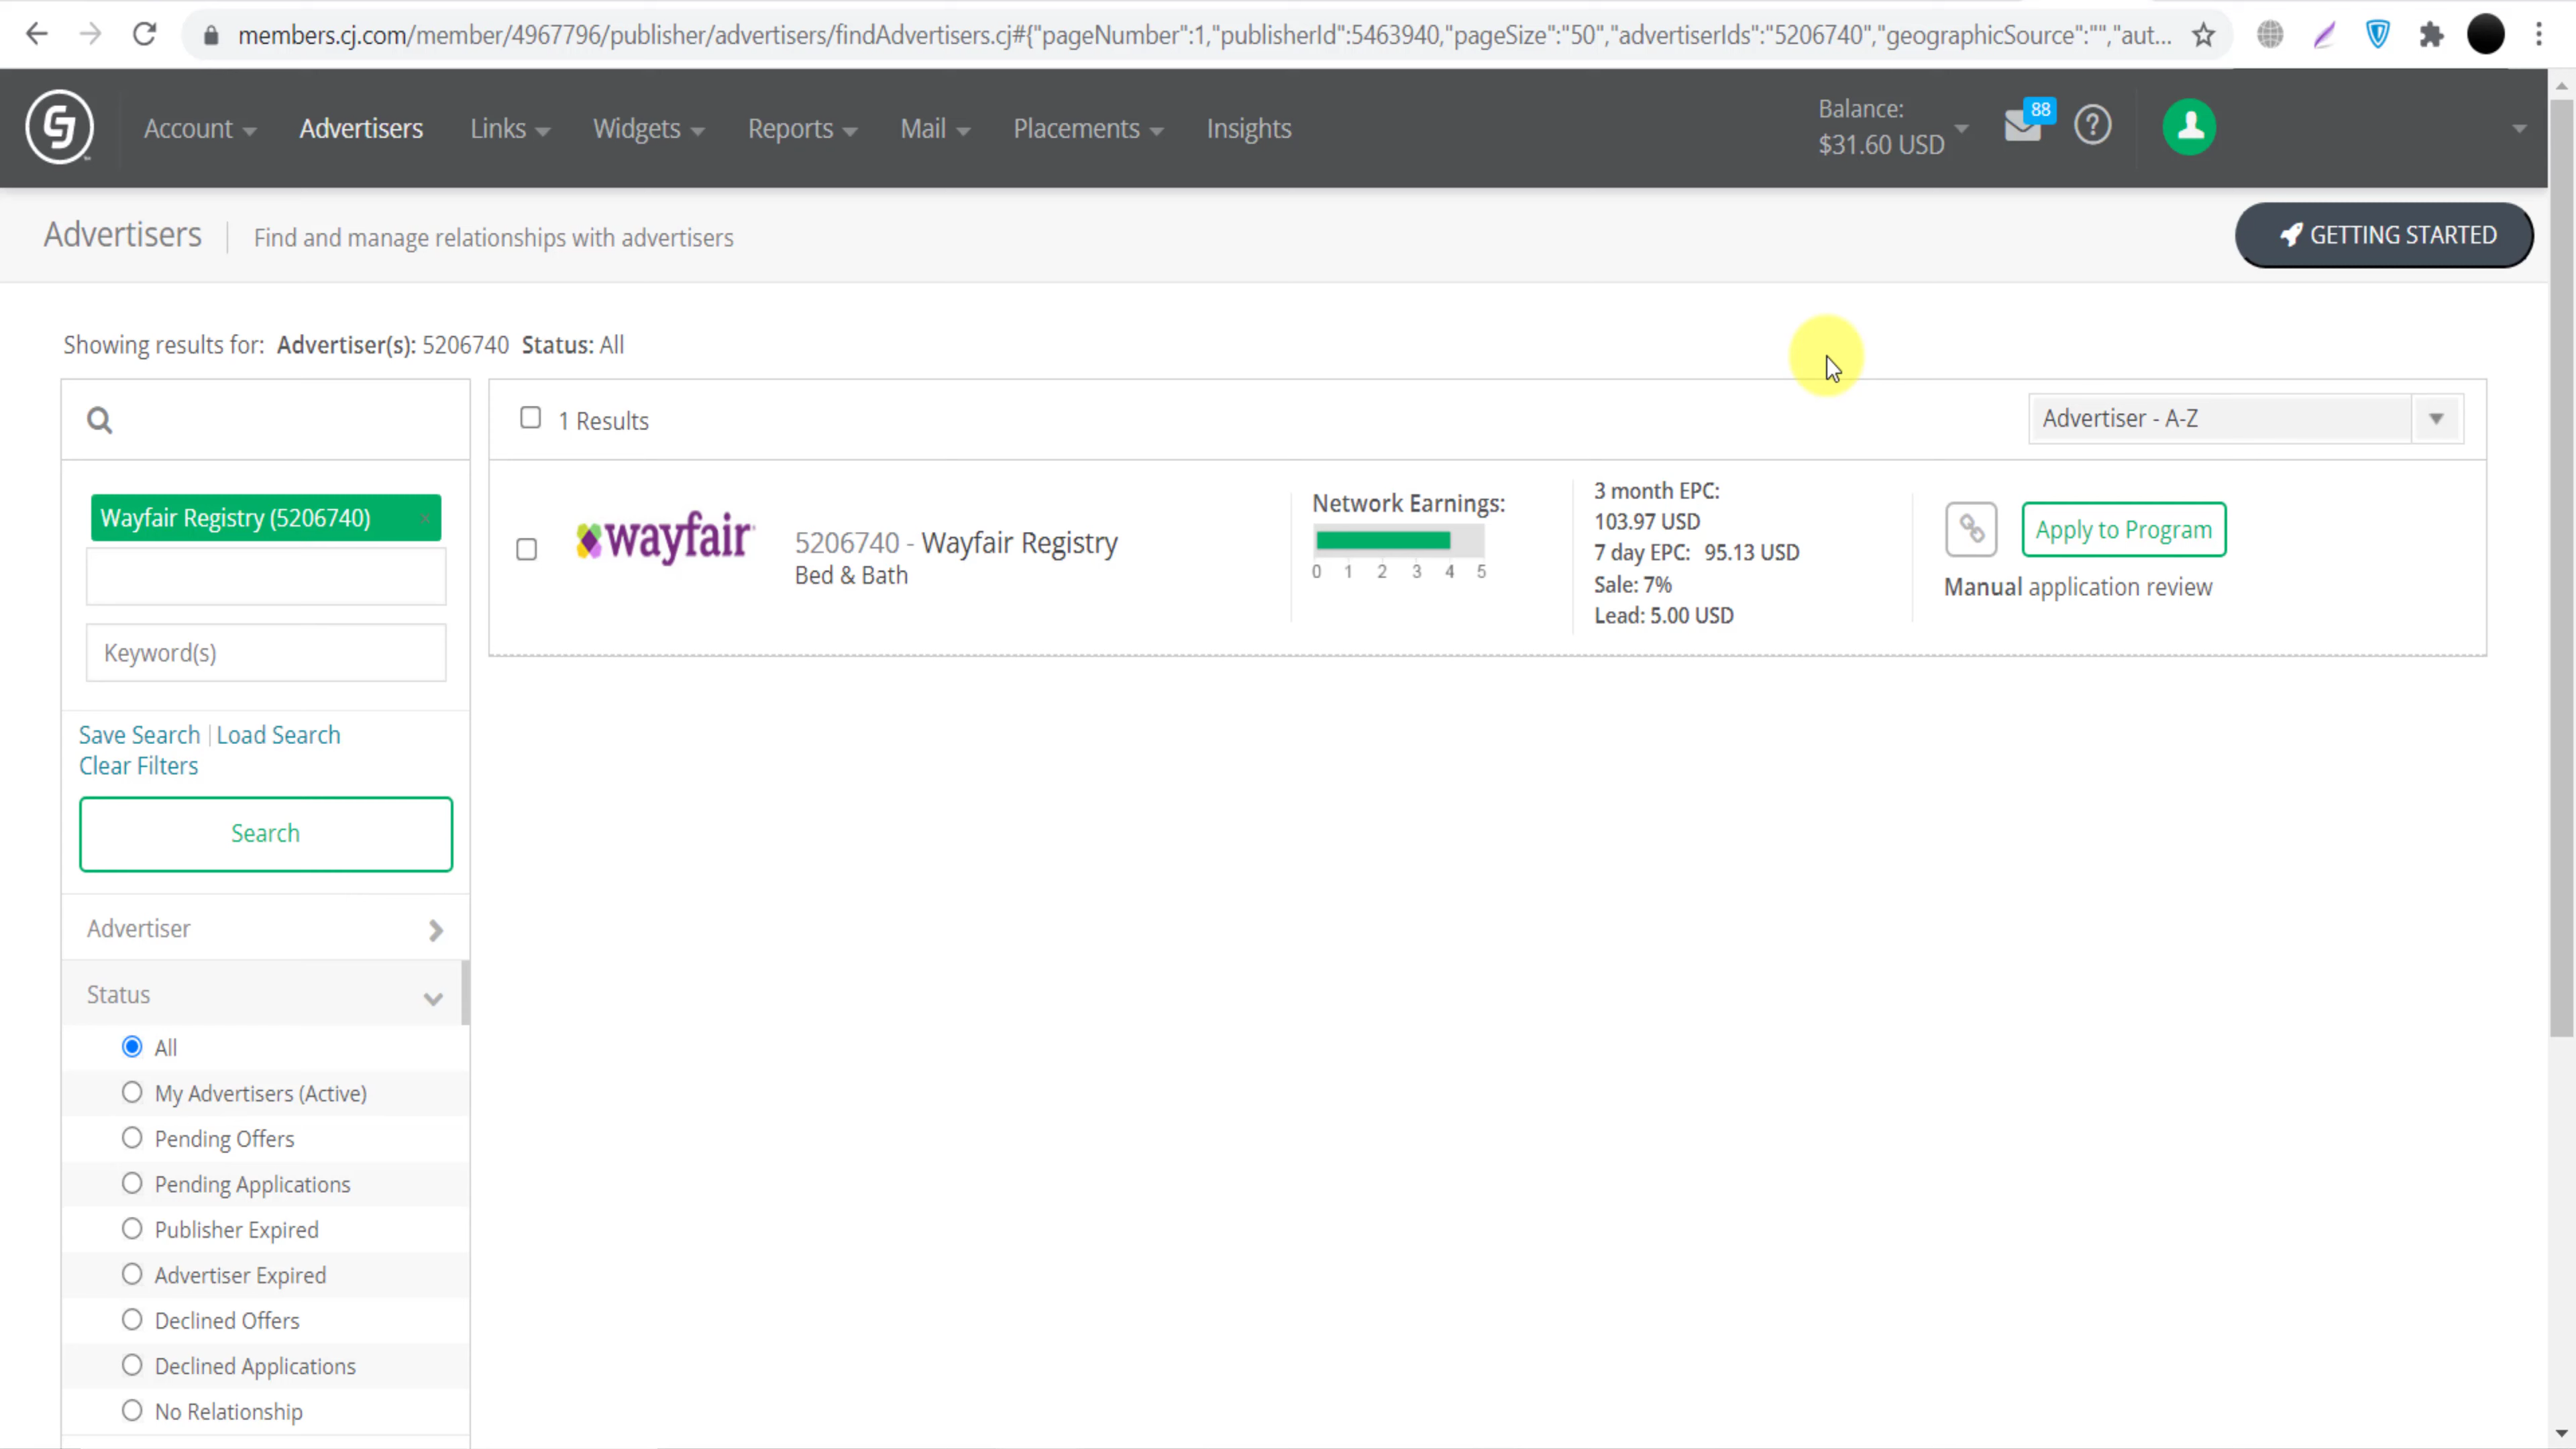 members.cj.com/member/4967796/publisher/advertisers/findAdvertisers.cj#{"pageNumber":1,"publisherId":5463940,"pageSize":"50","advertiserIds":"5206740","geographicSource":"","aut...
Account
Advertisers
Links
Widgets
Reports
Mail
Placements
Insights
Balance:
$31.60 USD
88
Advertisers
Find and manage relationships with advertisers
GETTING STARTED
Showing results for: Advertiser(s): 5206740 Status: All
1 Results
Advertiser - A-Z
Wayfair Registry (5206740) ×
Keyword(s)
Save Search | Load Search
Clear Filters
Search
Advertiser
Status
All
My Advertisers (Active)
Pending Offers
Pending Applications
Publisher Expired
Advertiser Expired
Declined Offers
Declined Applications
No Relationship
wayfair
5206740 - Wayfair Registry
Bed & Bath
Network Earnings:
0 1 2 3 4 5
3 month EPC:
103.97 USD
7 day EPC: 95.13 USD
Sale: 7%
Lead: 5.00 USD
Apply to Program
Manual application review